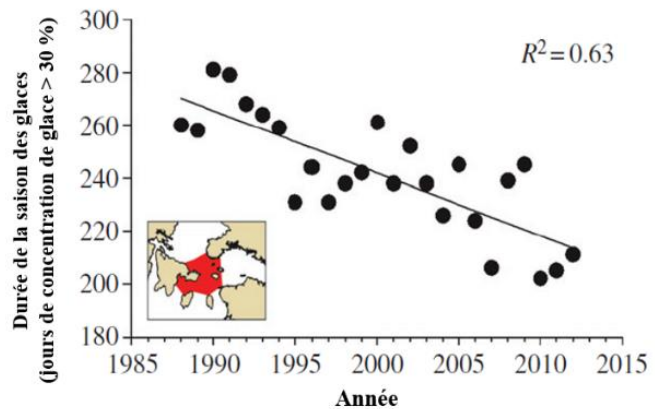 Durée de la saison des glaces
(jours de concentration de glace > 30 %)
300
280
260
240
220
200
180
R² = 0.63
1985 1990 1995 2000 2005 2010 2015
Année